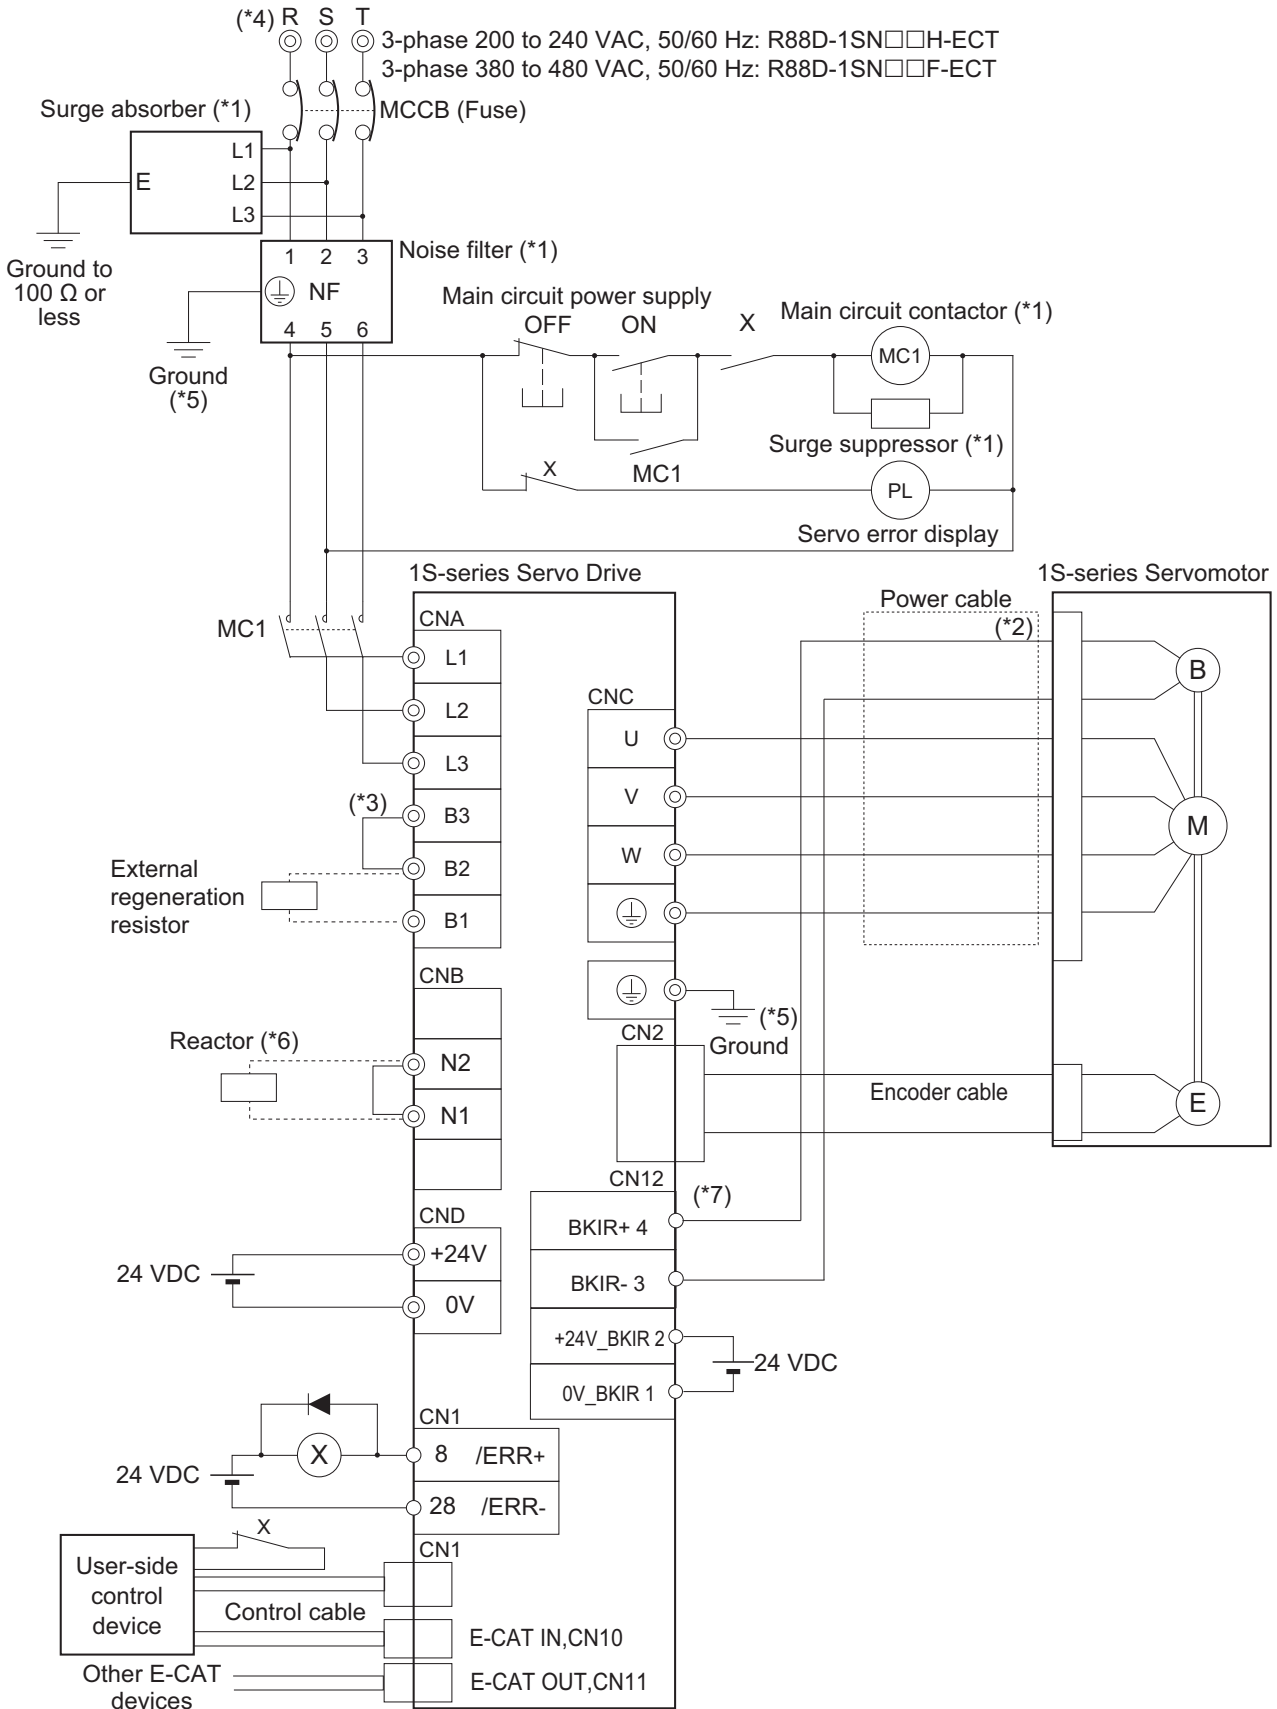 (*4) R S T
3-phase 200 to 240 VAC, 50/60 Hz: R88D-1SN□□H-ECT
3-phase 380 to 480 VAC, 50/60 Hz: R88D-1SN□□F-ECT
MCCB (Fuse)
Surge absorber (*1)
L1
E
L2
L3
Ground to
100 Ω or
less
1 2 3
Noise filter (*1)
NF
4 5 6
Ground
(*5)
Main circuit power supply
OFF
ON
X
Main circuit contactor (*1)
MC1
Surge suppressor (*1)
MC1
X
PL
Servo error display
1S-series Servo Drive
1S-series Servomotor
MC1
CNA
L1
L2
L3
(*3)
B3
B2
B1
External
regeneration
resistor
CNC
U
V
W
Power cable
(*2)
B
M
E
CNB
Reactor (*6)
N2
N1
(*5)
Ground
CN2
Encoder cable
CN12
(*7)
BKIR+ 4
BKIR- 3
+24V_BKIR 2
0V_BKIR 1
24 VDC
CND
+24V
0V
24 VDC
CN1
X
8 /ERR+
24 VDC
28 /ERR-
X
CN1
User-side
control
device
Control cable
E-CAT IN,CN10
Other E-CAT
devices
E-CAT OUT,CN11